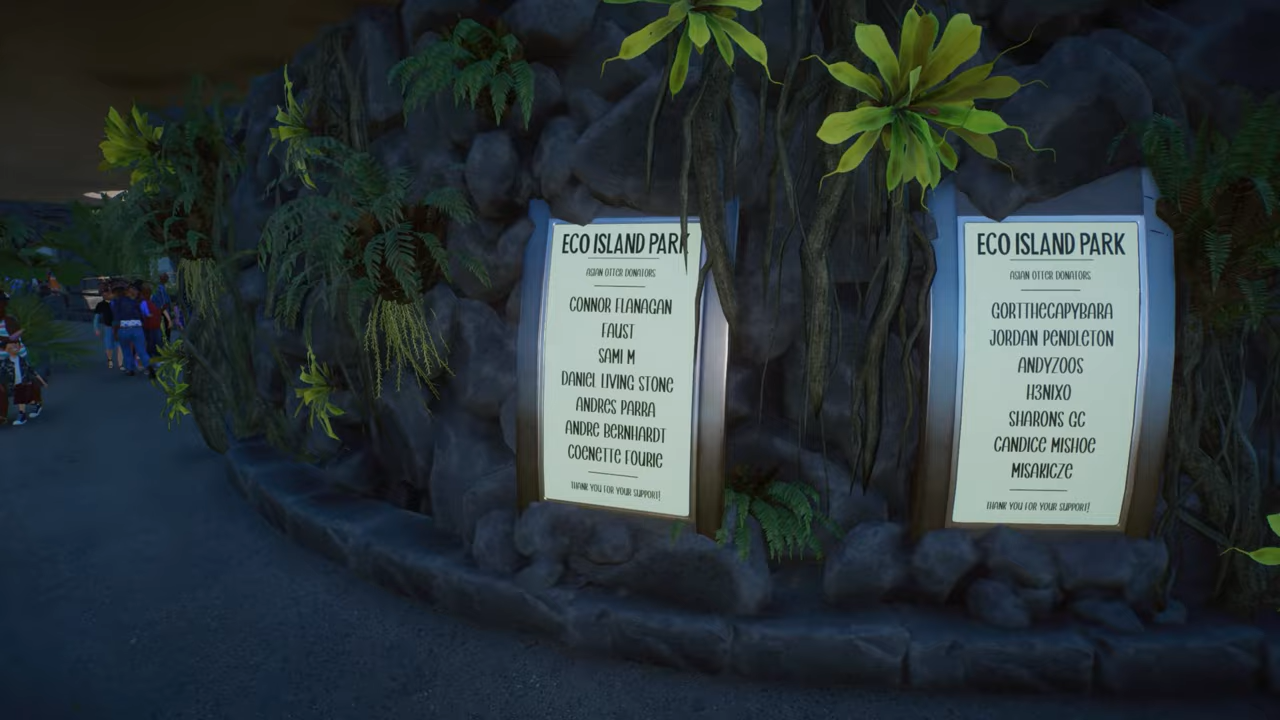 ECO ISLAND PARK
ASIAN OTTER DONATORS
CONNOR FLANAGAN
FAUST
SAMI M
DANIEL LIVING STONE
ANDRES PARRA
ANDRE BERNHARDT
COENETTE FOURIE
THANK YOU FOR YOUR SUPPORT!
ECO ISLAND PARK
ASIAN OTTER DONATORS
GORTTHECAPYBARA
JORDAN PENDLETON
ANDYZOOS
H3NIXO
SHARONS GC
CANDICE MISHOE
MISAKICZE
THANK YOU FOR YOUR SUPPORT!